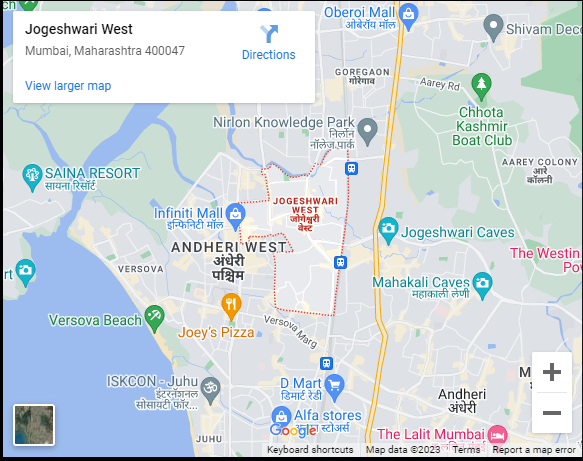 Jogeshwari West
Mumbai, Maharashtra 400047
Directions
View larger map
Oberoi Mall
ओबेरॉय मॉल
Shivam Deco
GOREGAON
गोरेगाव
Aarey Rd
Chhota
Kashmir
Boat Club
Nirlon Knowledge Park
निर्लोन
नॉलेज पार्क
AAREY COLONY
आरे
कॉलनी
SAINA RESORT
सायना रिसॉर्ट
JOGESHWARI
WEST
जोगेश्वरी
वेस्ट
Infiniti Mall
इन्फिनिटी मॉल
Jogeshwari Caves
ANDHERI WEST
अंधेरी
पश्चिम
The Westin
Pow
VERSOVA
ort
Mahakali Caves
महाकाली लेणी
Versova Beach
Joey's Pizza
Versova Marg
ISKCON - Juhu
इंटरनॅशनल
सोसायटी फॉर...
D Mart
डिमार्ट रेडी
M
Andheri
अंधेरी
Alfa stores
अल्फा स्टोअर्स
Google
JUHU
The Lalit Mumbai
Keyboard shortcuts
Map data ©2023
Terms
Report a map error